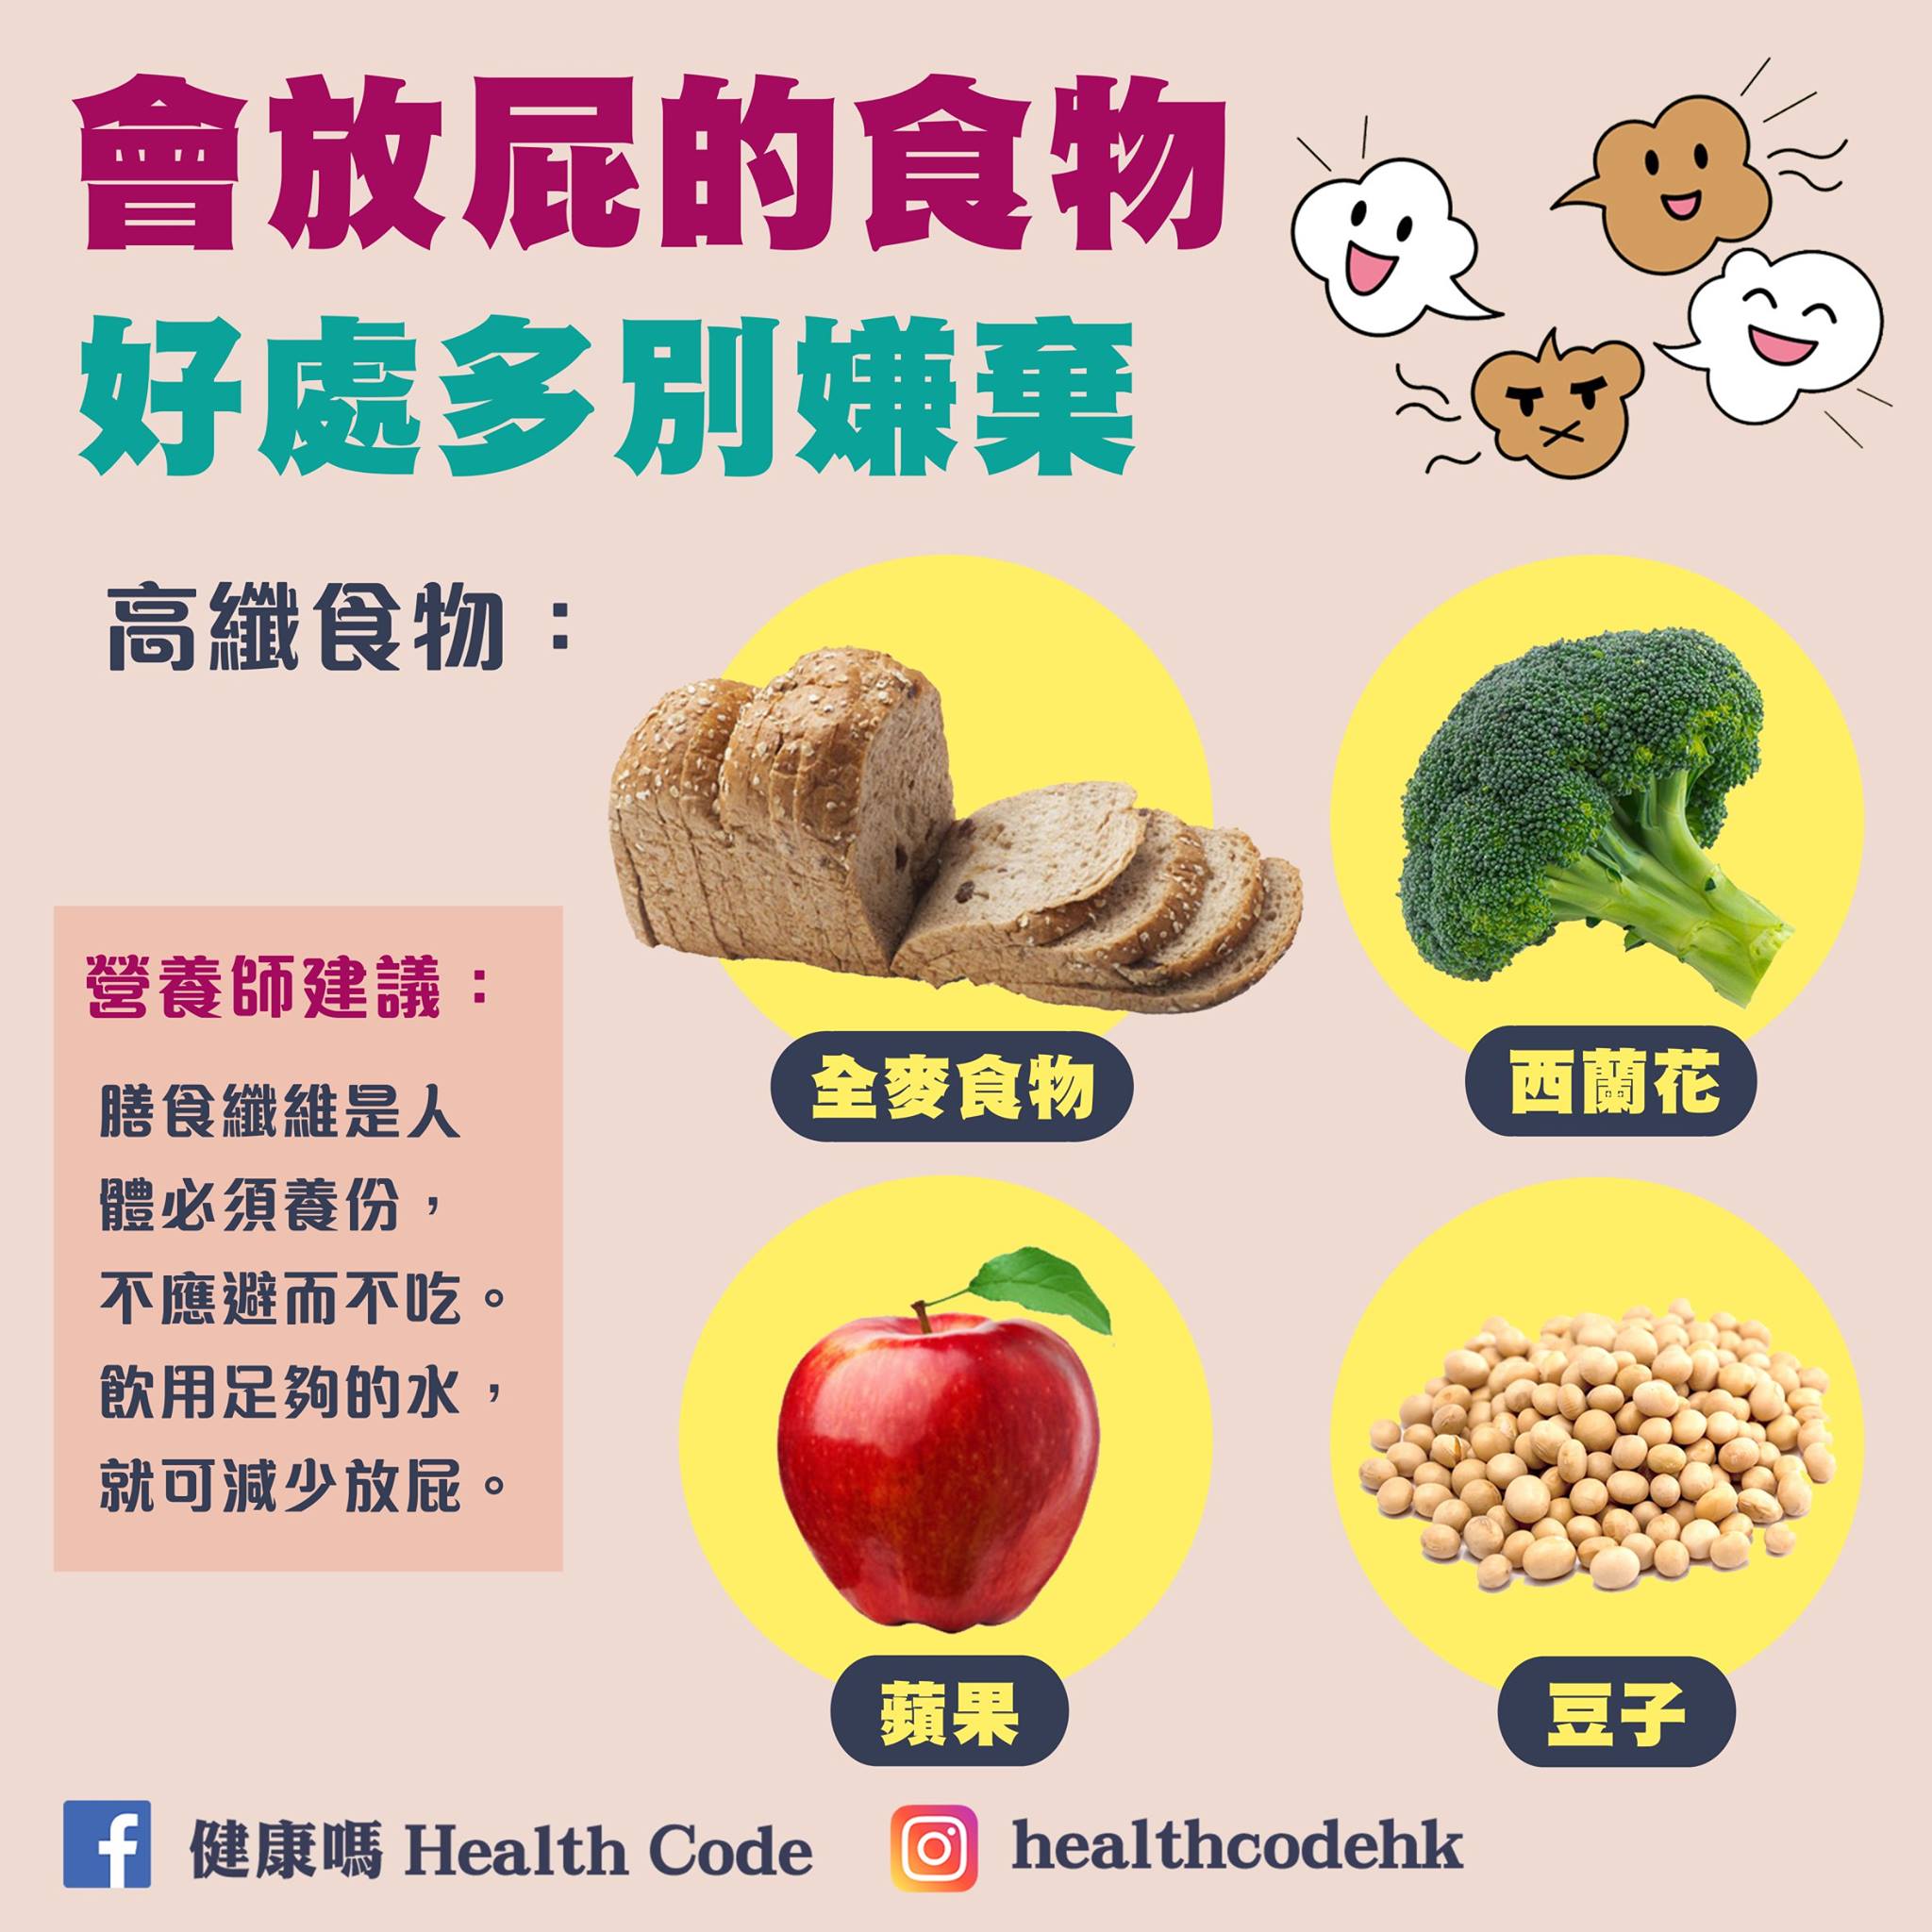 會放屁的食物
好處多別嫌棄
高纖食物：
全麥食物
西蘭花
營養師建議：
膳食纖維是人
體必須養份，
不應避而不吃。
飲用足夠的水，
就可減少放屁。
蘋果
豆子
健康嗎 Health Code
healthcodehk